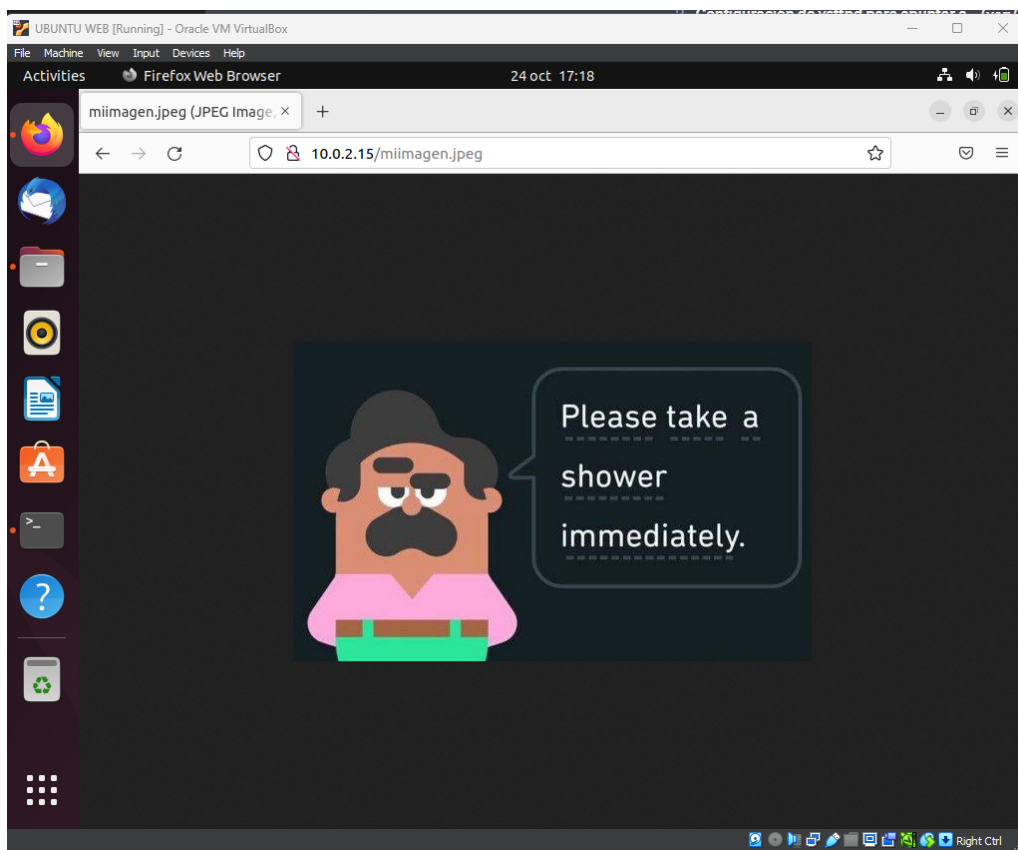 UBUNTU WEB [Running] - Oracle VM VirtualBox
File Machine View Input Devices Help
Activities Firefox Web Browser 24 oct 17:18
miimagen.jpeg (JPEG Image,
10.0.2.15/miimagen.jpeg
Please take a
shower
immediately.
Right Ctrl